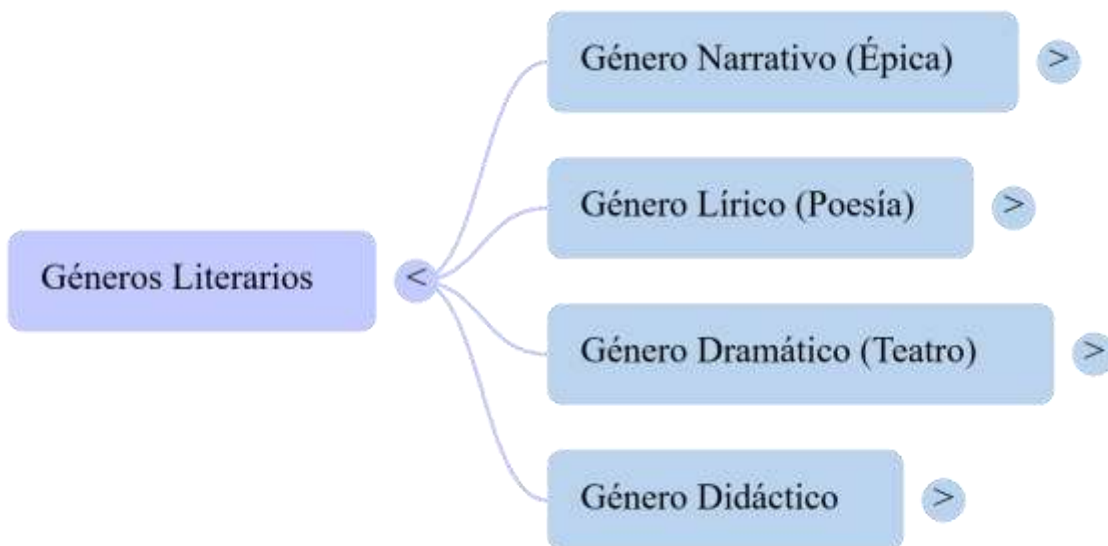 Géneros Literarios
<
Género Narrativo (Épica)
>
Género Lírico (Poesía)
>
Género Dramático (Teatro)
>
Género Didáctico
>